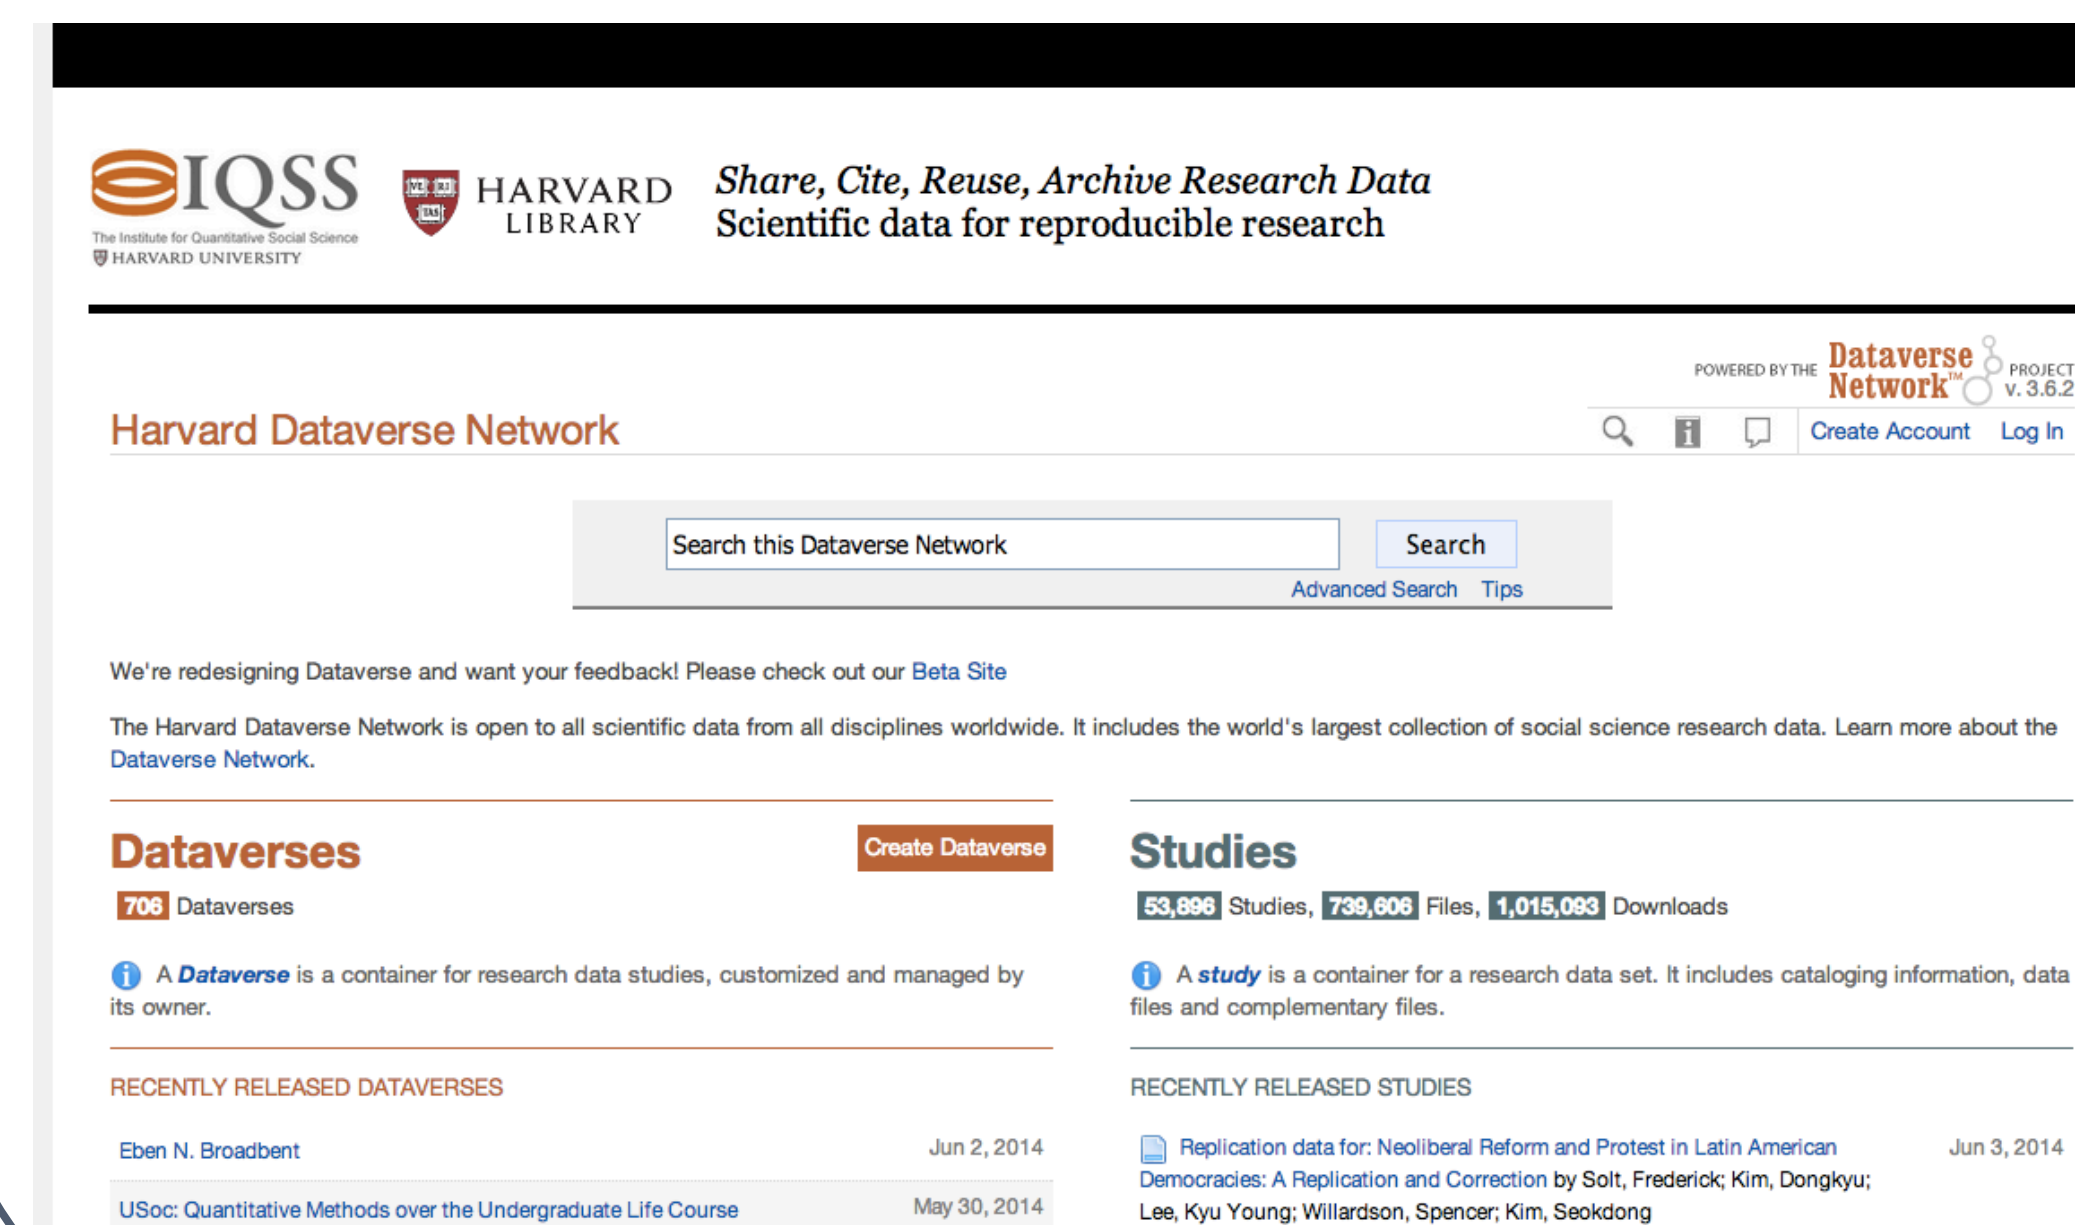 IQSS
The Institute for Quantitative Social Science
HARVARD UNIVERSITY
VE RI TAS
HARVARD
LIBRARY
Share, Cite, Reuse, Archive Research Data
Scientific data for reproducible research
POWERED BY THE Dataverse Network™ PROJECT
v. 3.6.2
Harvard Dataverse Network
i Create Account Log In
Search this Dataverse Network Search
Advanced Search Tips
We're redesigning Dataverse and want your feedback! Please check out our Beta Site
The Harvard Dataverse Network is open to all scientific data from all disciplines worldwide. It includes the world's largest collection of social science research data. Learn more about the
Dataverse Network.
Dataverses
Create Dataverse
706 Dataverses
i A Dataverse is a container for research data studies, customized and managed by
its owner.
RECENTLY RELEASED DATAVERSES
Eben N. Broadbent Jun 2, 2014
USoc: Quantitative Methods over the Undergraduate Life Course May 30, 2014
Studies
53,896 Studies, 739,606 Files, 1,015,093 Downloads
i A study is a container for a research data set. It includes cataloging information, data
files and complementary files.
RECENTLY RELEASED STUDIES
Replication data for: Neoliberal Reform and Protest in Latin American Jun 3, 2014
Democracies: A Replication and Correction by Solt, Frederick; Kim, Dongkyu;
Lee, Kyu Young; Willardson, Spencer; Kim, Seokdong